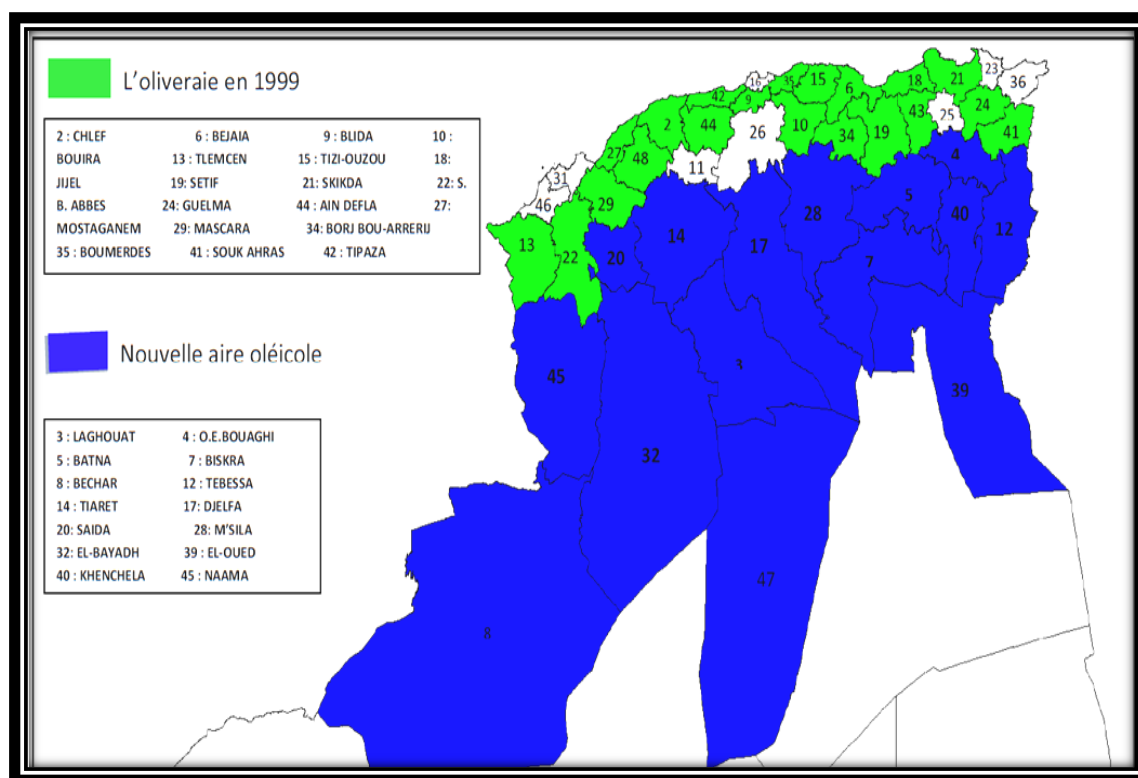 L'oliveraie en 1999
2 : CHLEF 6 : BEJAIA 9 : BLIDA 10 :
BOUIRA 13 : TLEMCEN 15 : TIZI-OUZOU 18:
JIJEL 19: SETIF 21: SKIKDA 22: S.
B. ABBES 24: GUELMA 44 : AIN DEFLA 27:
MOSTAGANEM 29: MASCARA 34: BORJ BOU-ARRERIJ
35 : BOUMERDES 41 : SOUK AHRAS 42 : TIPAZA
Nouvelle aire oléicole
3 : LAGHOUAT 4 : O.E.BOUAGHI
5 : BATNA 7 : BISKRA
8 : BECHAR 12 : TEBESSA
14 : TIARET 17: DJELFA
20: SAIDA 28: M'SILA
32: EL-BAYADH 39 : EL-OUED
40 : KHENCHELA 45 : NAAMA
23
36
16
35
15
18
21
42
9
6
24
43
25
2
44
26
10
34
19
41
27
48
11
4
31
46
29
5
40
12
13
22
20
14
17
28
7
45
3
39
32
47
8